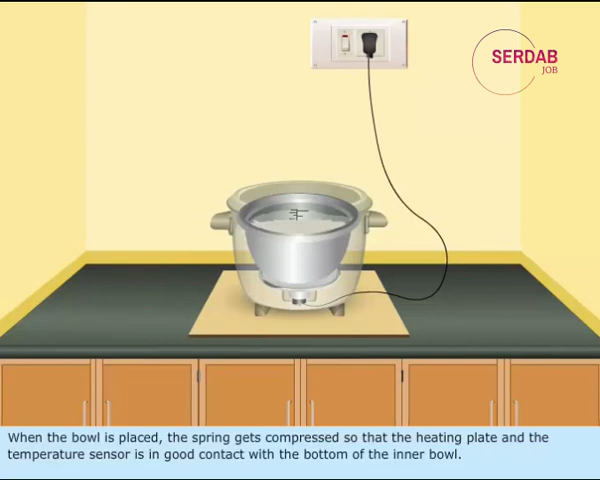 SERDAB
JOB
When the bowl is placed, the spring gets compressed so that the heating plate and the
temperature sensor is in good contact with the bottom of the inner bowl.